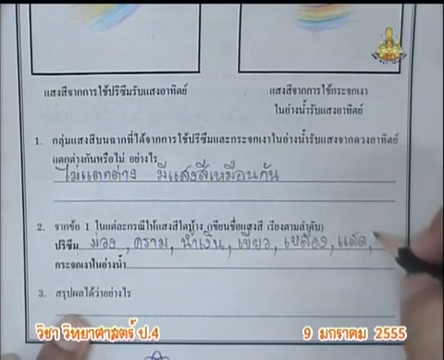 แสงสีจากการใช้ปริซึมรับแสงอาทิตย์
แสงสีจากการใช้กระจกเงา
ในอ่างน้ำรับแสงอาทิตย์
1. กลุ่มแสงสีบนฉากที่ได้จากการใช้ปริซึมและกระจกเงาในอ่างน้ำรับแสงจากดวงอาทิตย์
แตกต่างกันหรือไม่ อย่างไร
ไม่แตกต่าง มีแสงสีเหมือนกัน
2. จากข้อ 1 ในแต่ละกรณีให้แสงสีใดบ้าง (เขียนชื่อแสงสี เรียงตามลำดับ)
ปริซึม ม่วง, คราม, น้ำเงิน, เขียว, เหลือง, แสด,
กระจกเงาในอ่างน้ำ
3. สรุปผลได้ว่าอย่างไร
วิชา วิทยาศาสตร์ ป.4
9 มกราคม 2555